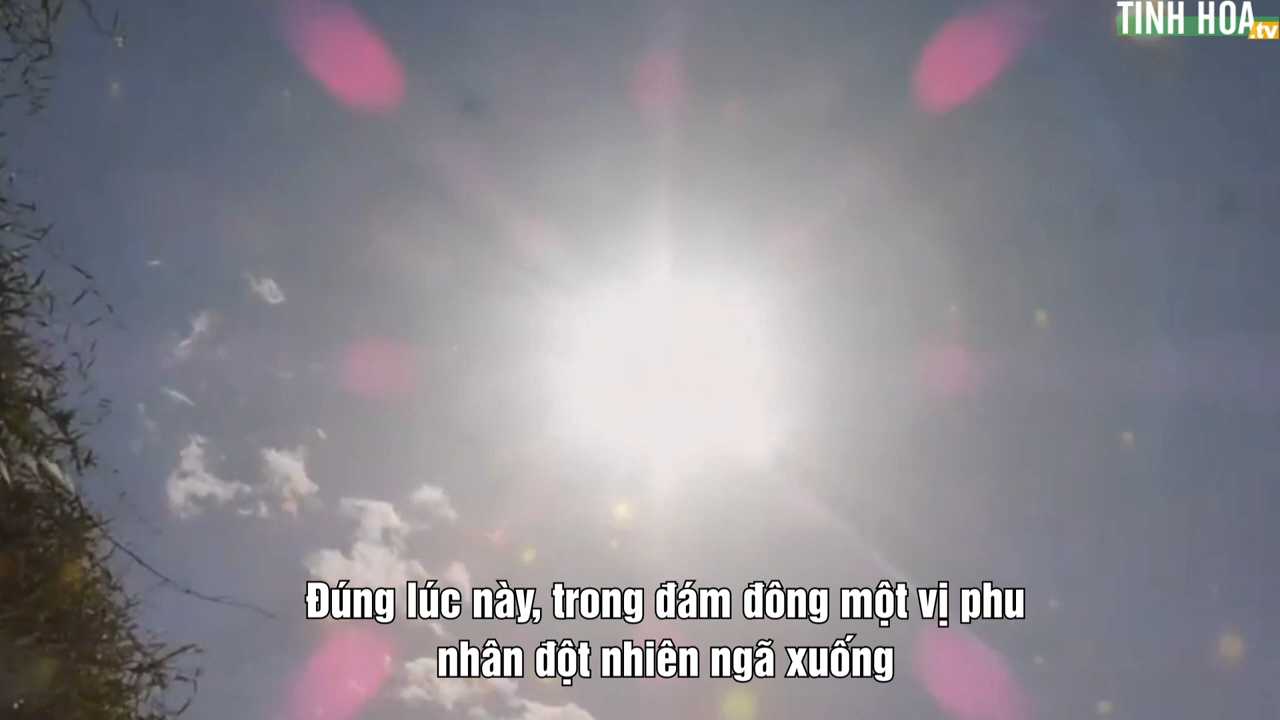 TINH HOA
.tv
Đúng lúc này, trong đám đông một vị phu
nhân đột nhiên ngã xuống